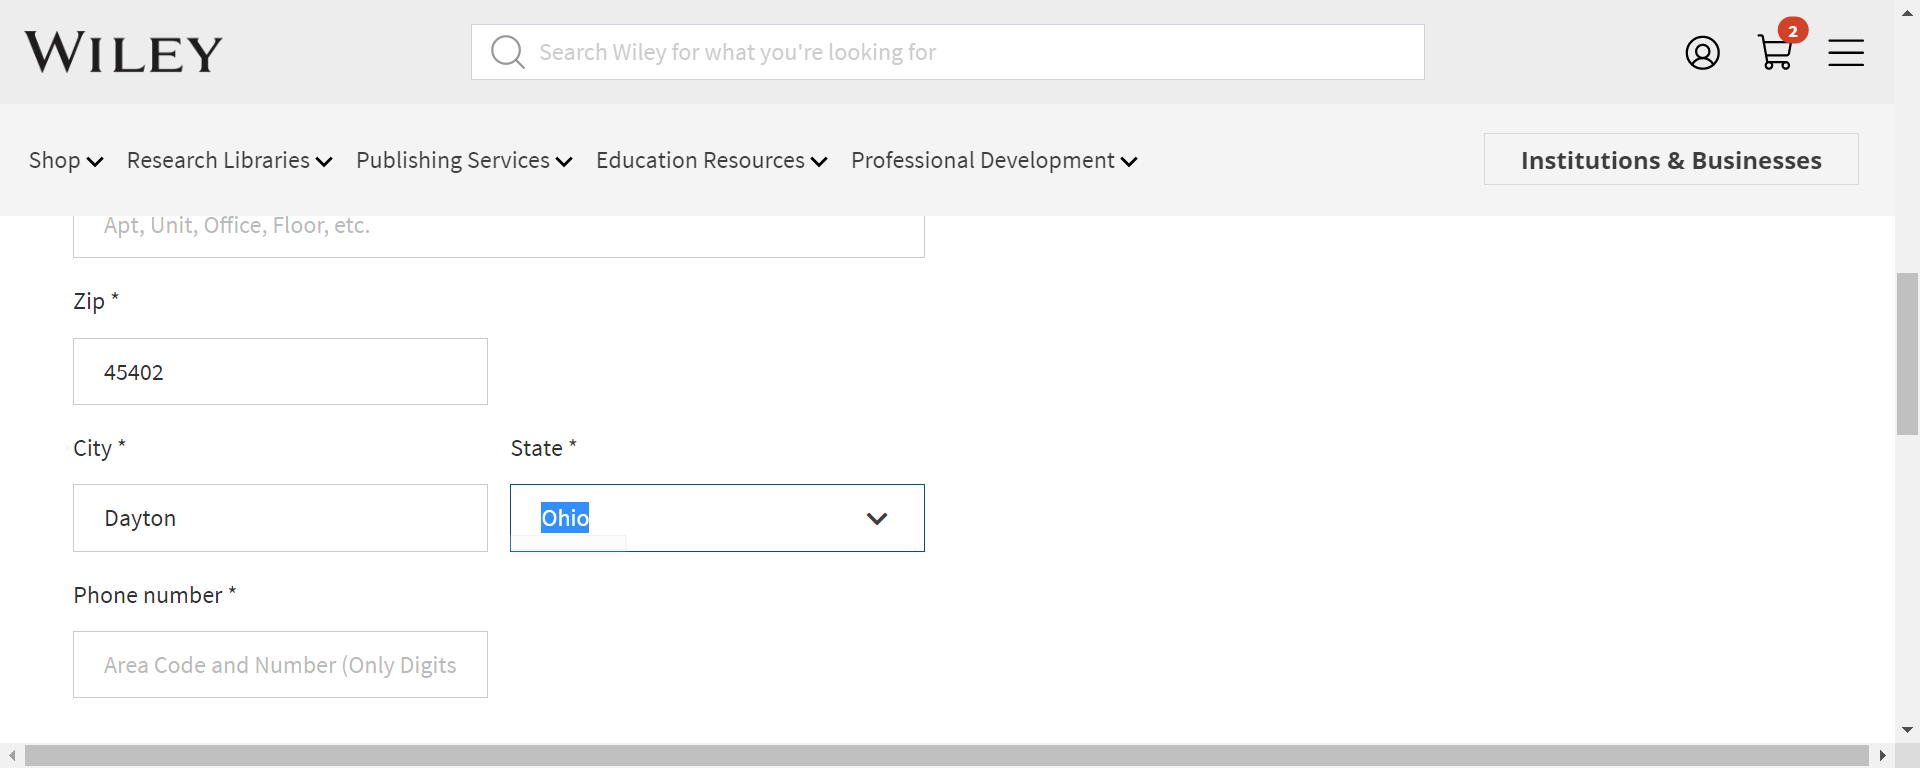 WILEY
Search Wiley for what you're looking for
2
Shop
Research Libraries
Publishing Services
Education Resources
Professional Development
Institutions & Businesses
Apt, Unit, Office, Floor, etc.
Zip *
45402
City *
State *
Dayton
Ohio
Phone number *
Area Code and Number (Only Digits